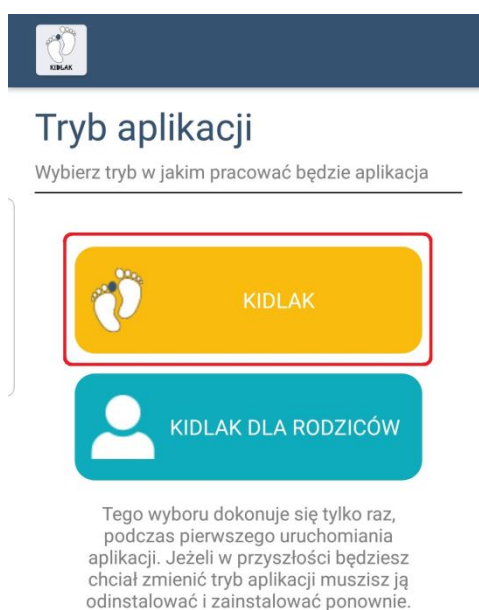 KIDLAK
Tryb aplikacji
Wybierz tryb w jakim pracować będzie aplikacja
KIDLAK
KIDLAK DLA RODZICÓW
Tego wyboru dokonuje się tylko raz,
podczas pierwszego uruchomiania
aplikacji. Jeżeli w przyszłości będziesz
chciał zmienić tryb aplikacji muszisz ją
odinstalować i zainstalować ponownie.